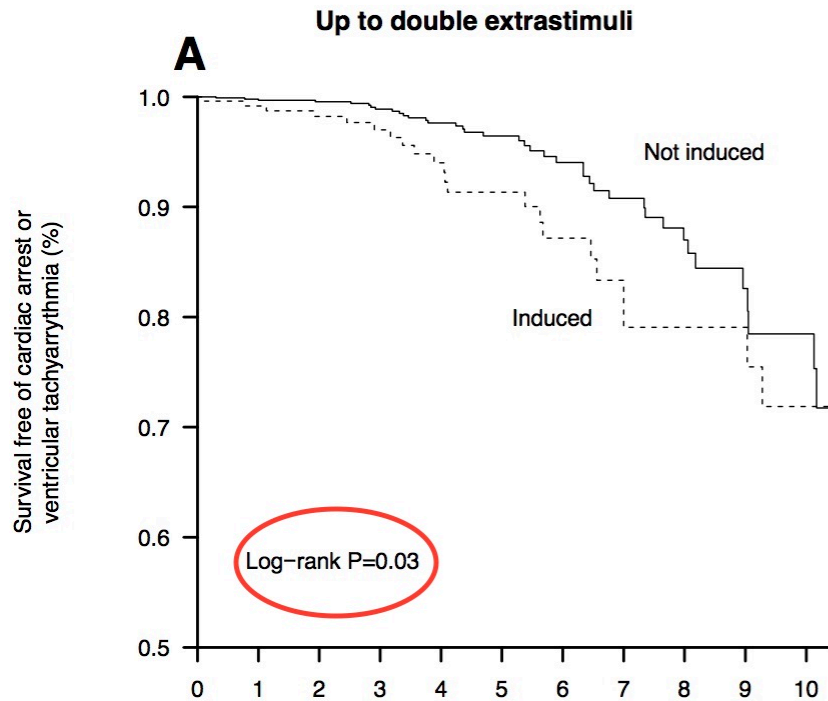 Up to double extrastimuli
A
Survival free of cardiac arrest or
ventricular tachyarrythmia (%)
1.0
0.9
0.8
0.7
0.6
0.5
Not induced
Induced
Log-rank P=0.03
0 1 2 3 4 5 6 7 8 9 10